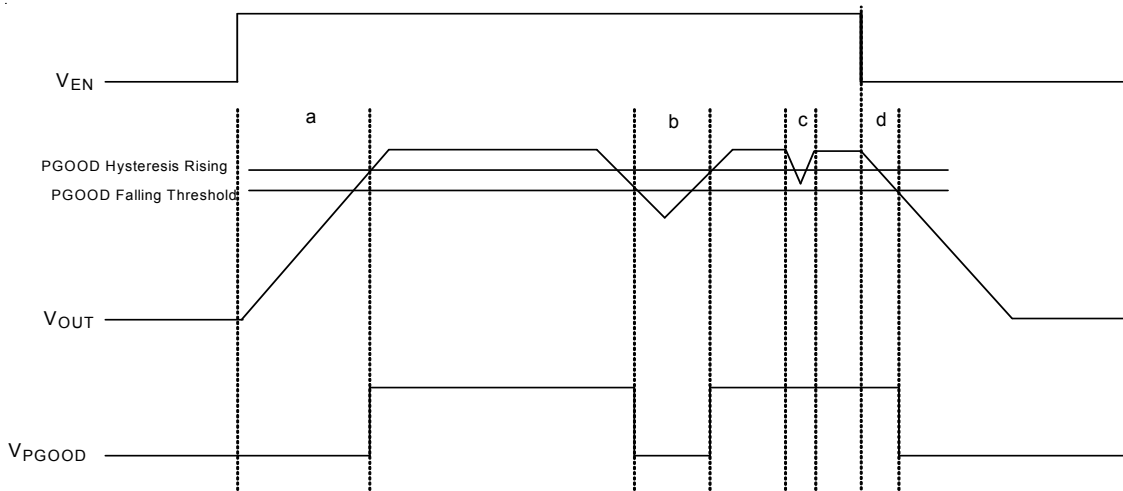 VEN
a
b
c
d
PGOOD Hysteresis Rising
PGOOD Falling Threshold
VOUT
VPGOOD